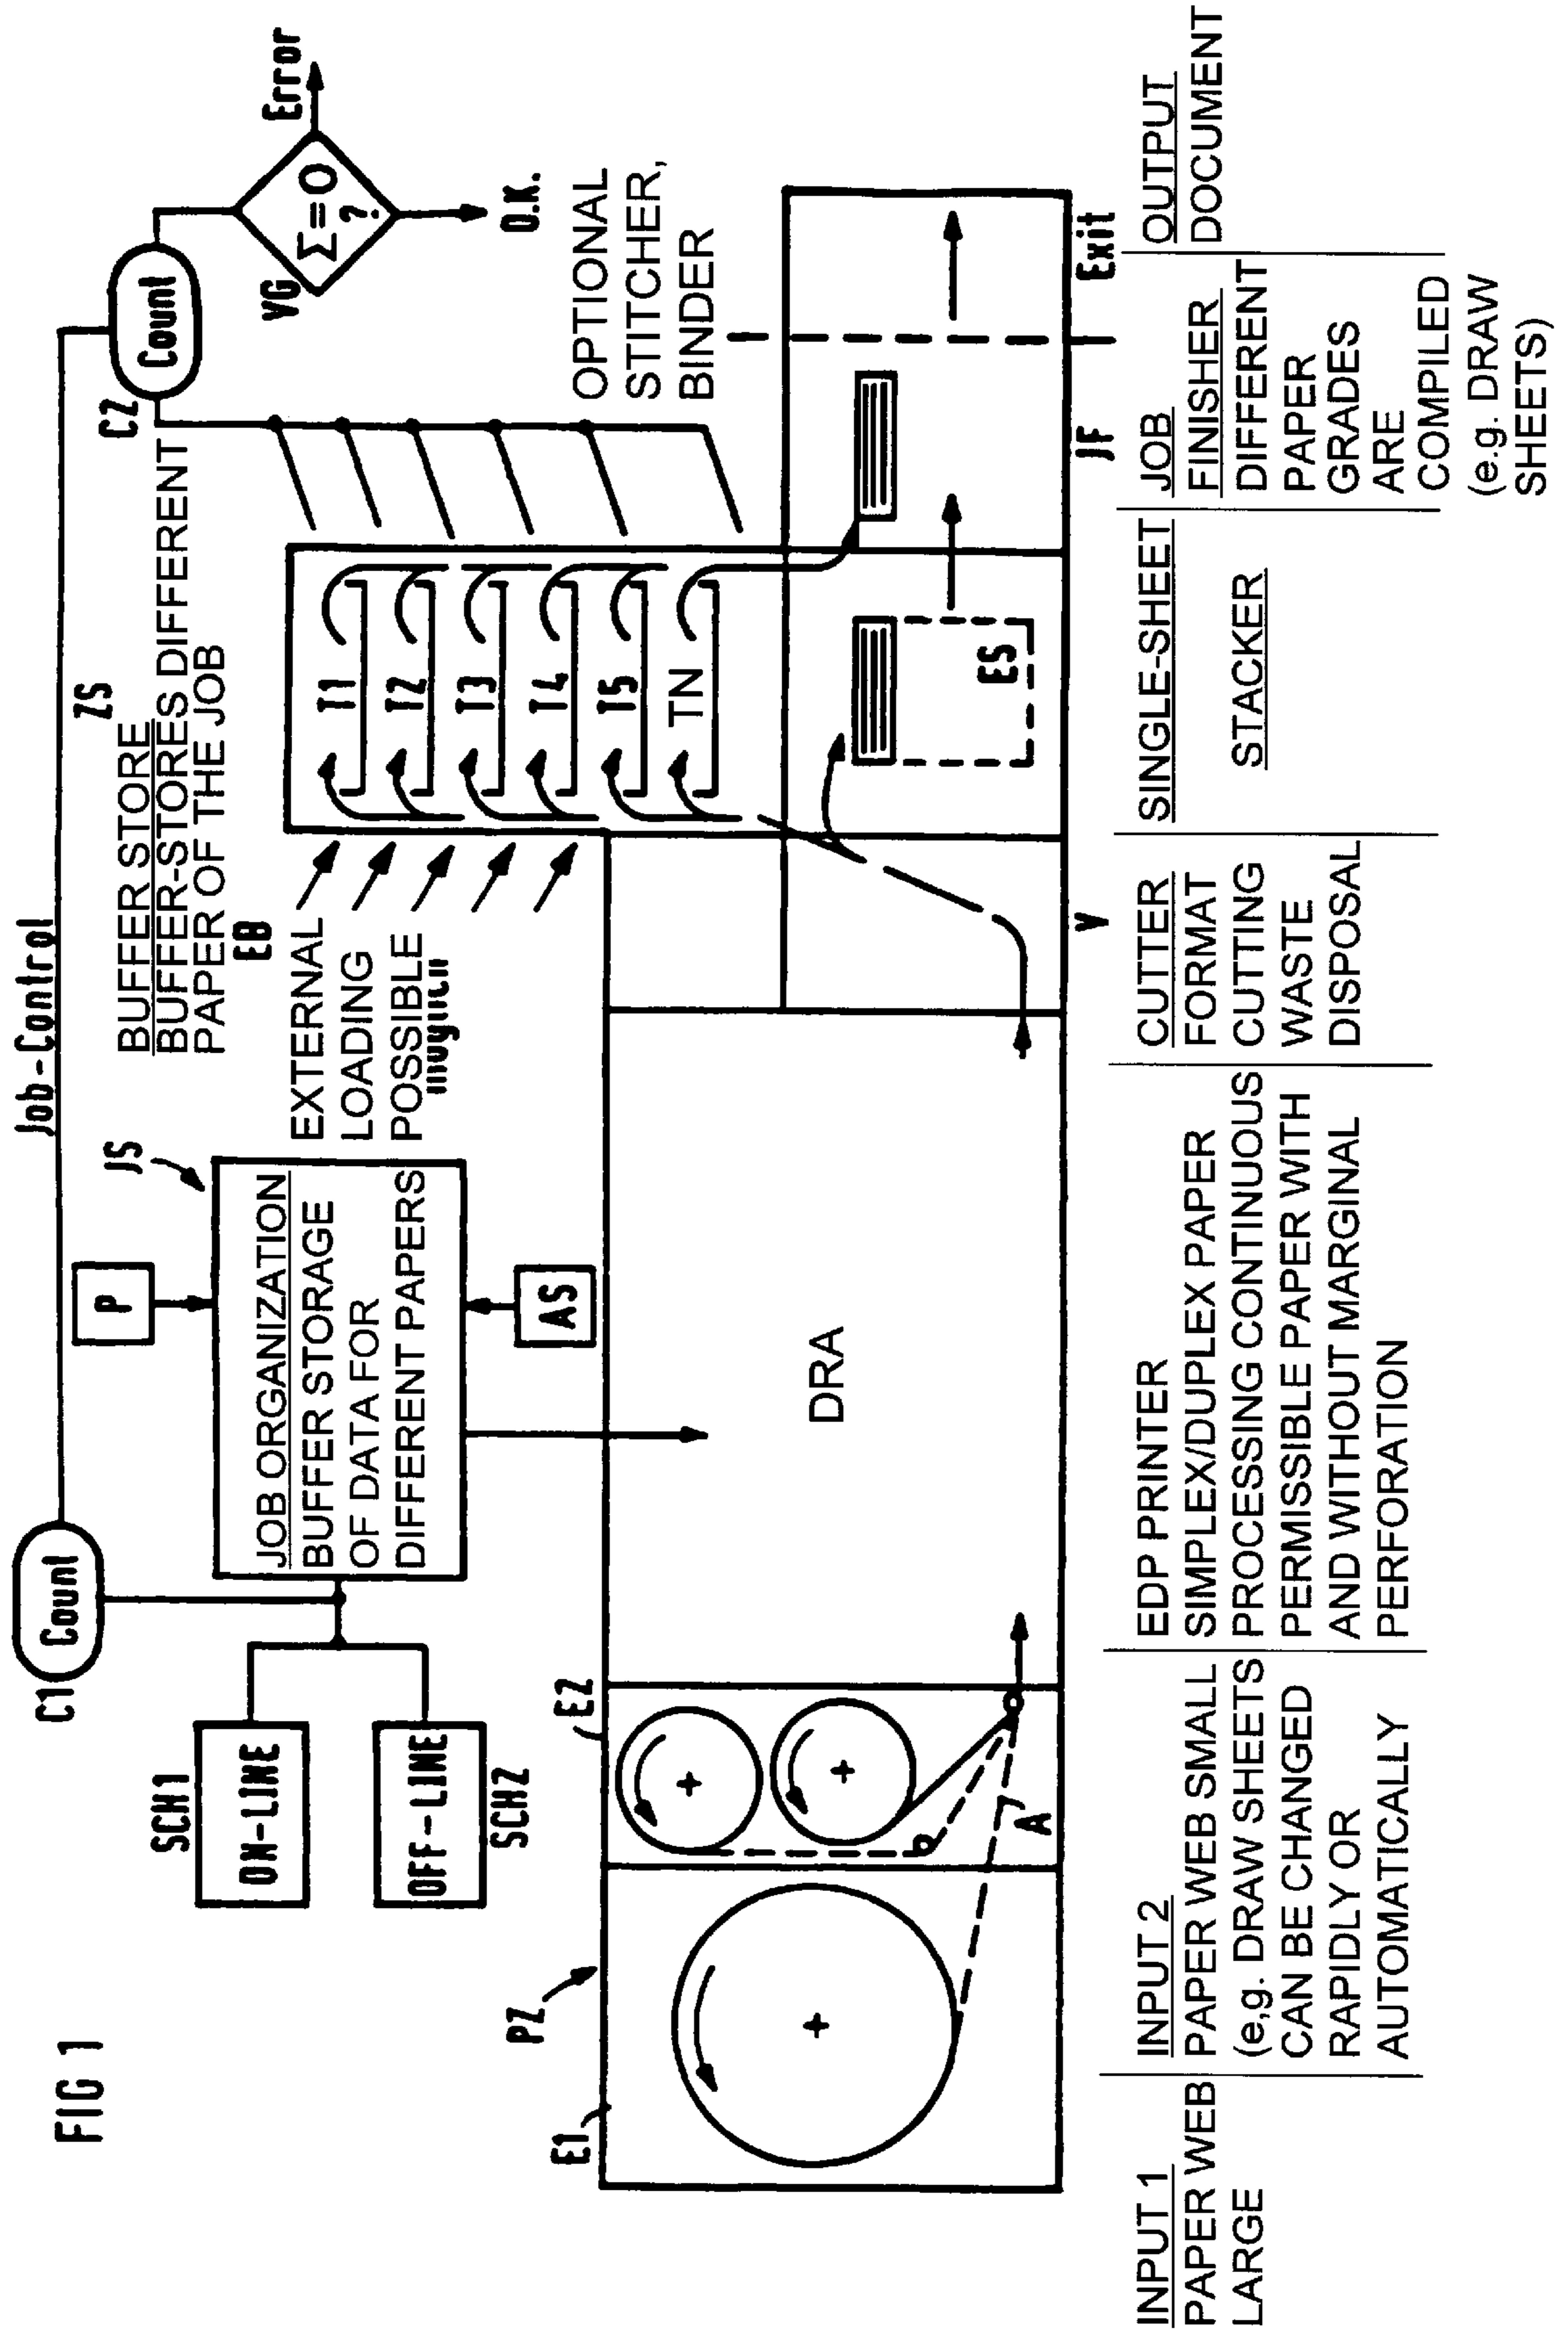 FIG 1
Job-Control
C1
Count
CZ
Count
VG
Σ=0
?
Error
O.K.
SCH1
ON-LINE
OFF-LINE
SCH2
P
JS
JOB ORGANIZATION
BUFFER STORAGE
OF DATA FOR
DIFFERENT PAPERS
AS
ZS
BUFFER STORE
BUFFER-STORES DIFFERENT
PAPER OF THE JOB
EB
EXTERNAL
LOADING
POSSIBLE
T1
T2
T3
T4
T5
TN
OPTIONAL
STITCHER,
BINDER
PZ
E1
E2
A
DRA
ES
V
JF
Exit
INPUT 1
PAPER WEB
LARGE
INPUT 2
PAPER WEB SMALL
(e,g. DRAW SHEETS
CAN BE CHANGED
RAPIDLY OR
AUTOMATICALLY
EDP PRINTER
SIMPLEX/DUPLEX PAPER
PROCESSING CONTINUOUS
PERMISSIBLE PAPER WITH
AND WITHOUT MARGINAL
PERFORATION
CUTTER
FORMAT
CUTTING
WASTE
DISPOSAL
SINGLE-SHEET
STACKER
JOB
FINISHER
DIFFERENT
PAPER
GRADES
ARE
COMPILED
(e.g. DRAW
SHEETS)
OUTPUT
DOCUMENT